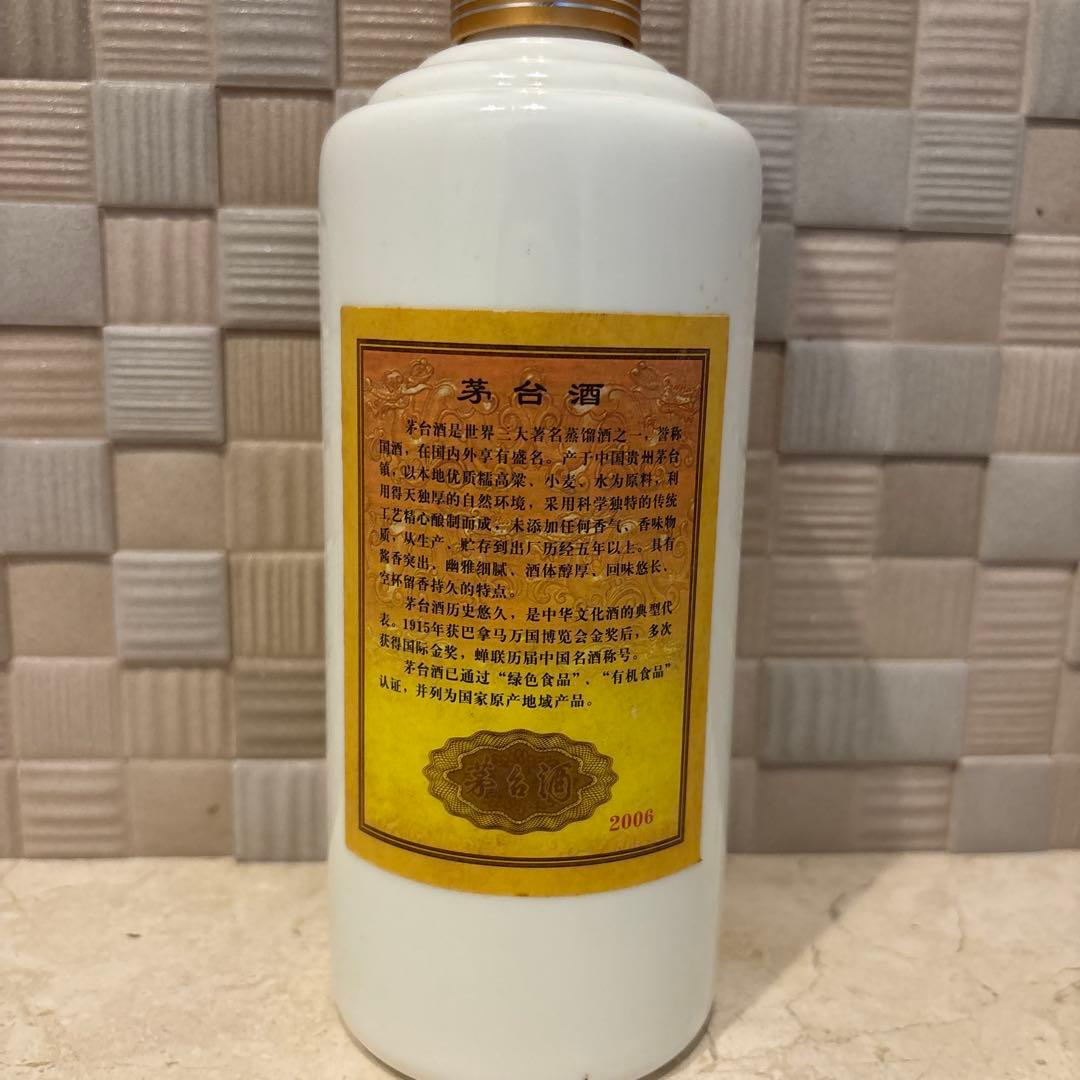 茅台酒
茅台酒是世界三大著名蒸馏酒之一，誉称
国酒，在国内外享有盛名。产于中国贵州茅台
镇，以本地优质糯高粱、小麦、水为原料，利
用得天独厚的自然环境，采用科学独特的传统
工艺精心酿制而成，未添加任何香气、香味物
质，从生产、贮存到出厂历经五年以上。具有
酱香突出、幽雅细腻、酒体醇厚、回味悠长、
空杯留香持久的特点。
茅台酒历史悠久，是中华文化酒的典型代
表。1915年获巴拿马万国博览会金奖后，多次
获得国际金奖，蝉联历届中国名酒称号。
茅台酒已通过“绿色食品”、“有机食品”
认证，并列为国家原产地域产品。
茅台酒
2006